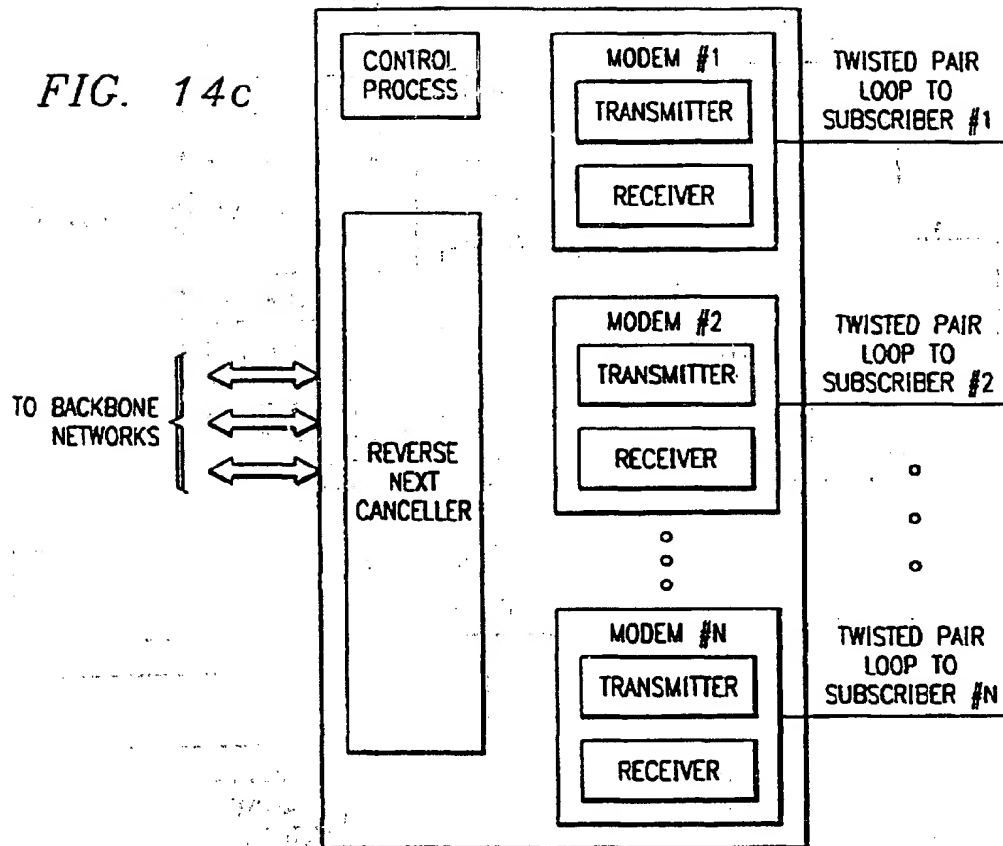 FIG. 14c
CONTROL
PROCESS
MODEM #1
TRANSMITTER
RECEIVER
TWISTED PAIR
LOOP TO
SUBSCRIBER #1
MODEM #2
TRANSMITTER
RECEIVER
TWISTED PAIR
LOOP TO
SUBSCRIBER #2
TO BACKBONE
NETWORKS
REVERSE
NEXT
CANCELLER
MODEM #N
TRANSMITTER
RECEIVER
TWISTED PAIR
LOOP TO
SUBSCRIBER #N